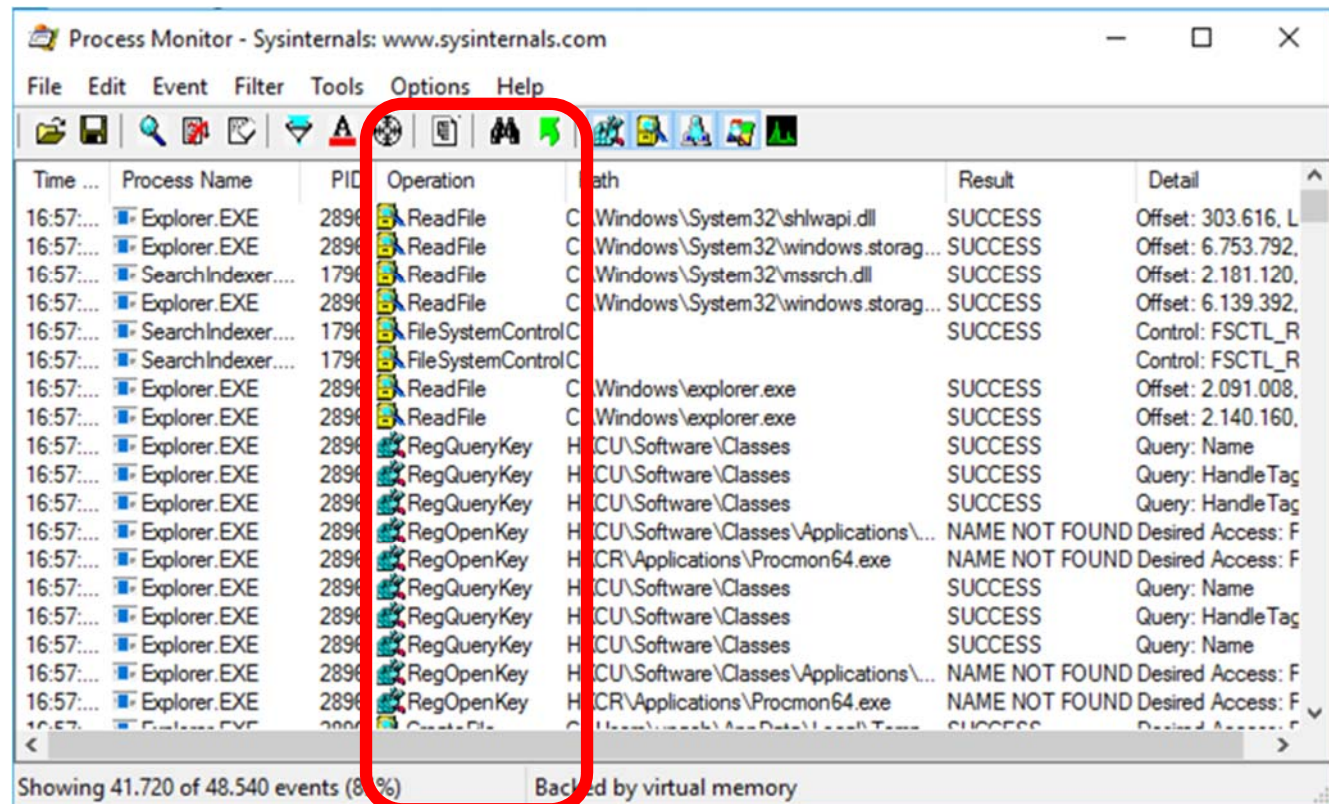 Process Monitor - Sysinternals: www.sysinternals.com
File Edit Event Filter Tools Options Help
Time ... Process Name PID Operation Path Result Detail
16:57:... Explorer.EXE 2896 ReadFile C:\Windows\System32\shlwapi.dll SUCCESS Offset: 303.616, L
16:57:... Explorer.EXE 2896 ReadFile C:\Windows\System32\windows.storag... SUCCESS Offset: 6.753.792,
16:57:... SearchIndexer.... 1796 ReadFile C:\Windows\System32\mssrch.dll SUCCESS Offset: 2.181.120,
16:57:... Explorer.EXE 2896 ReadFile C:\Windows\System32\windows.storag... SUCCESS Offset: 6.139.392,
16:57:... SearchIndexer.... 1796 FileSystemControl C: SUCCESS Control: FSCTL_R
16:57:... SearchIndexer.... 1796 FileSystemControl C: Control: FSCTL_R
16:57:... Explorer.EXE 2896 ReadFile C:\Windows\explorer.exe SUCCESS Offset: 2.091.008,
16:57:... Explorer.EXE 2896 ReadFile C:\Windows\explorer.exe SUCCESS Offset: 2.140.160,
16:57:... Explorer.EXE 2896 RegQueryKey HKCU\Software\Classes SUCCESS Query: Name
16:57:... Explorer.EXE 2896 RegQueryKey HKCU\Software\Classes SUCCESS Query: HandleTag
16:57:... Explorer.EXE 2896 RegQueryKey HKCU\Software\Classes SUCCESS Query: HandleTag
16:57:... Explorer.EXE 2896 RegOpenKey HKCU\Software\Classes\Applications\... NAME NOT FOUND Desired Access: F
16:57:... Explorer.EXE 2896 RegOpenKey HKCR\Applications\Procmon64.exe NAME NOT FOUND Desired Access: F
16:57:... Explorer.EXE 2896 RegQueryKey HKCU\Software\Classes SUCCESS Query: Name
16:57:... Explorer.EXE 2896 RegQueryKey HKCU\Software\Classes SUCCESS Query: HandleTag
16:57:... Explorer.EXE 2896 RegQueryKey HKCU\Software\Classes SUCCESS Query: Name
16:57:... Explorer.EXE 2896 RegOpenKey HKCU\Software\Classes\Applications\... NAME NOT FOUND Desired Access: F
16:57:... Explorer.EXE 2896 RegOpenKey HKCR\Applications\Procmon64.exe NAME NOT FOUND Desired Access: F
Showing 41.720 of 48.540 events (8 %) Backed by virtual memory